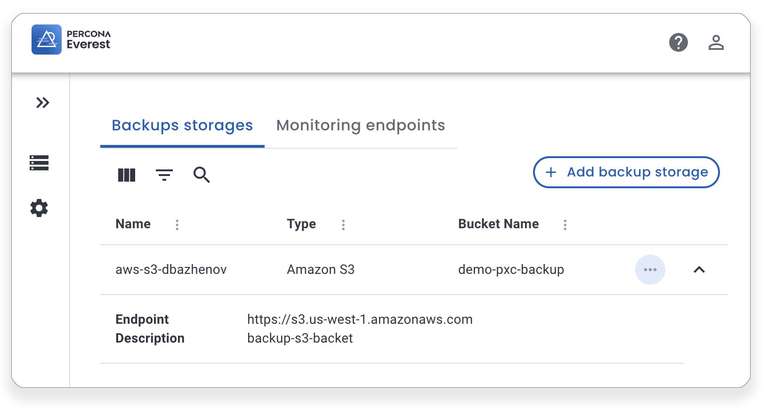 PERCONA
Everest
Backups storages Monitoring endpoints
+ Add backup storage
Name Type Bucket Name
aws-s3-dbazhenov Amazon S3 demo-pxc-backup
Endpoint https://s3.us-west-1.amazonaws.com
Description backup-s3-backet